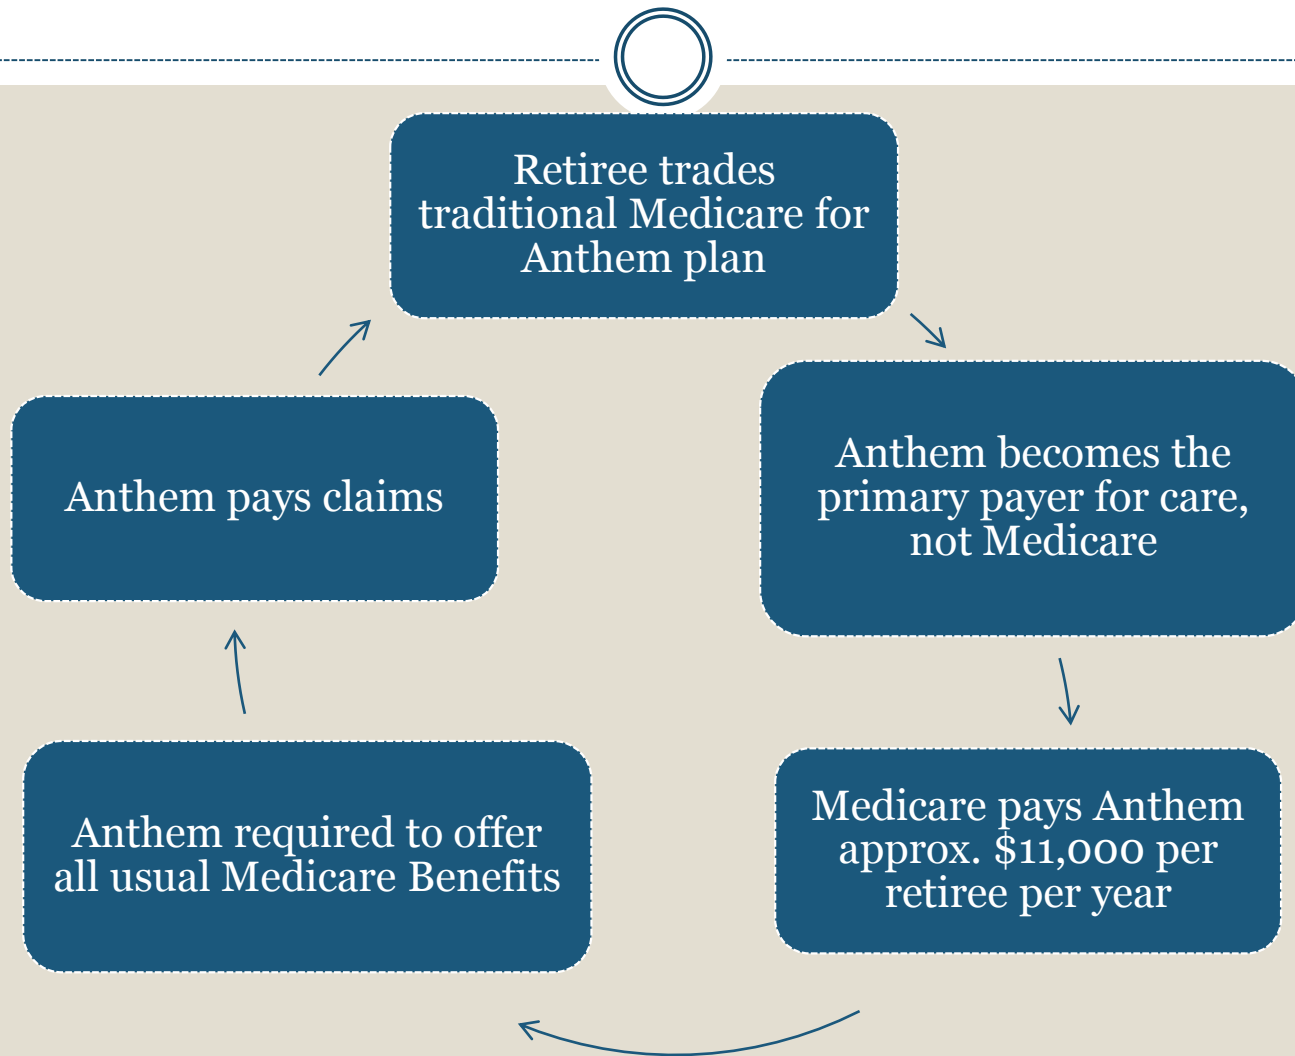 Retiree trades
traditional Medicare for
Anthem plan
Anthem becomes the
primary payer for care,
not Medicare
Medicare pays Anthem
approx. $11,000 per
retiree per year
Anthem required to offer
all usual Medicare Benefits
Anthem pays claims